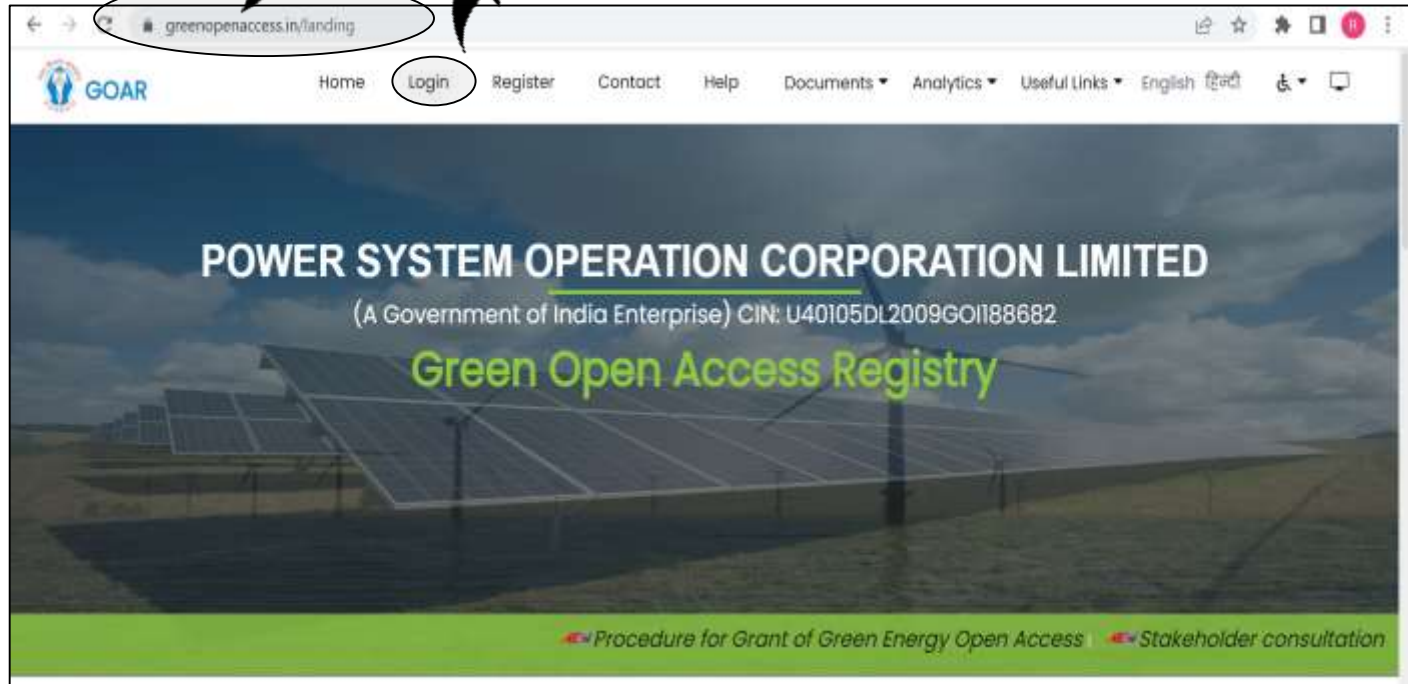 greenopenaccess.in/landing
GOAR Home Login Register Contact Help Documents Analytics Useful Links English हिन्दी
POWER SYSTEM OPERATION CORPORATION LIMITED
(A Government of India Enterprise) CIN: U40105DL2009GOI188682
Green Open Access Registry
Procedure for Grant of Green Energy Open Access | Stakeholder consultation